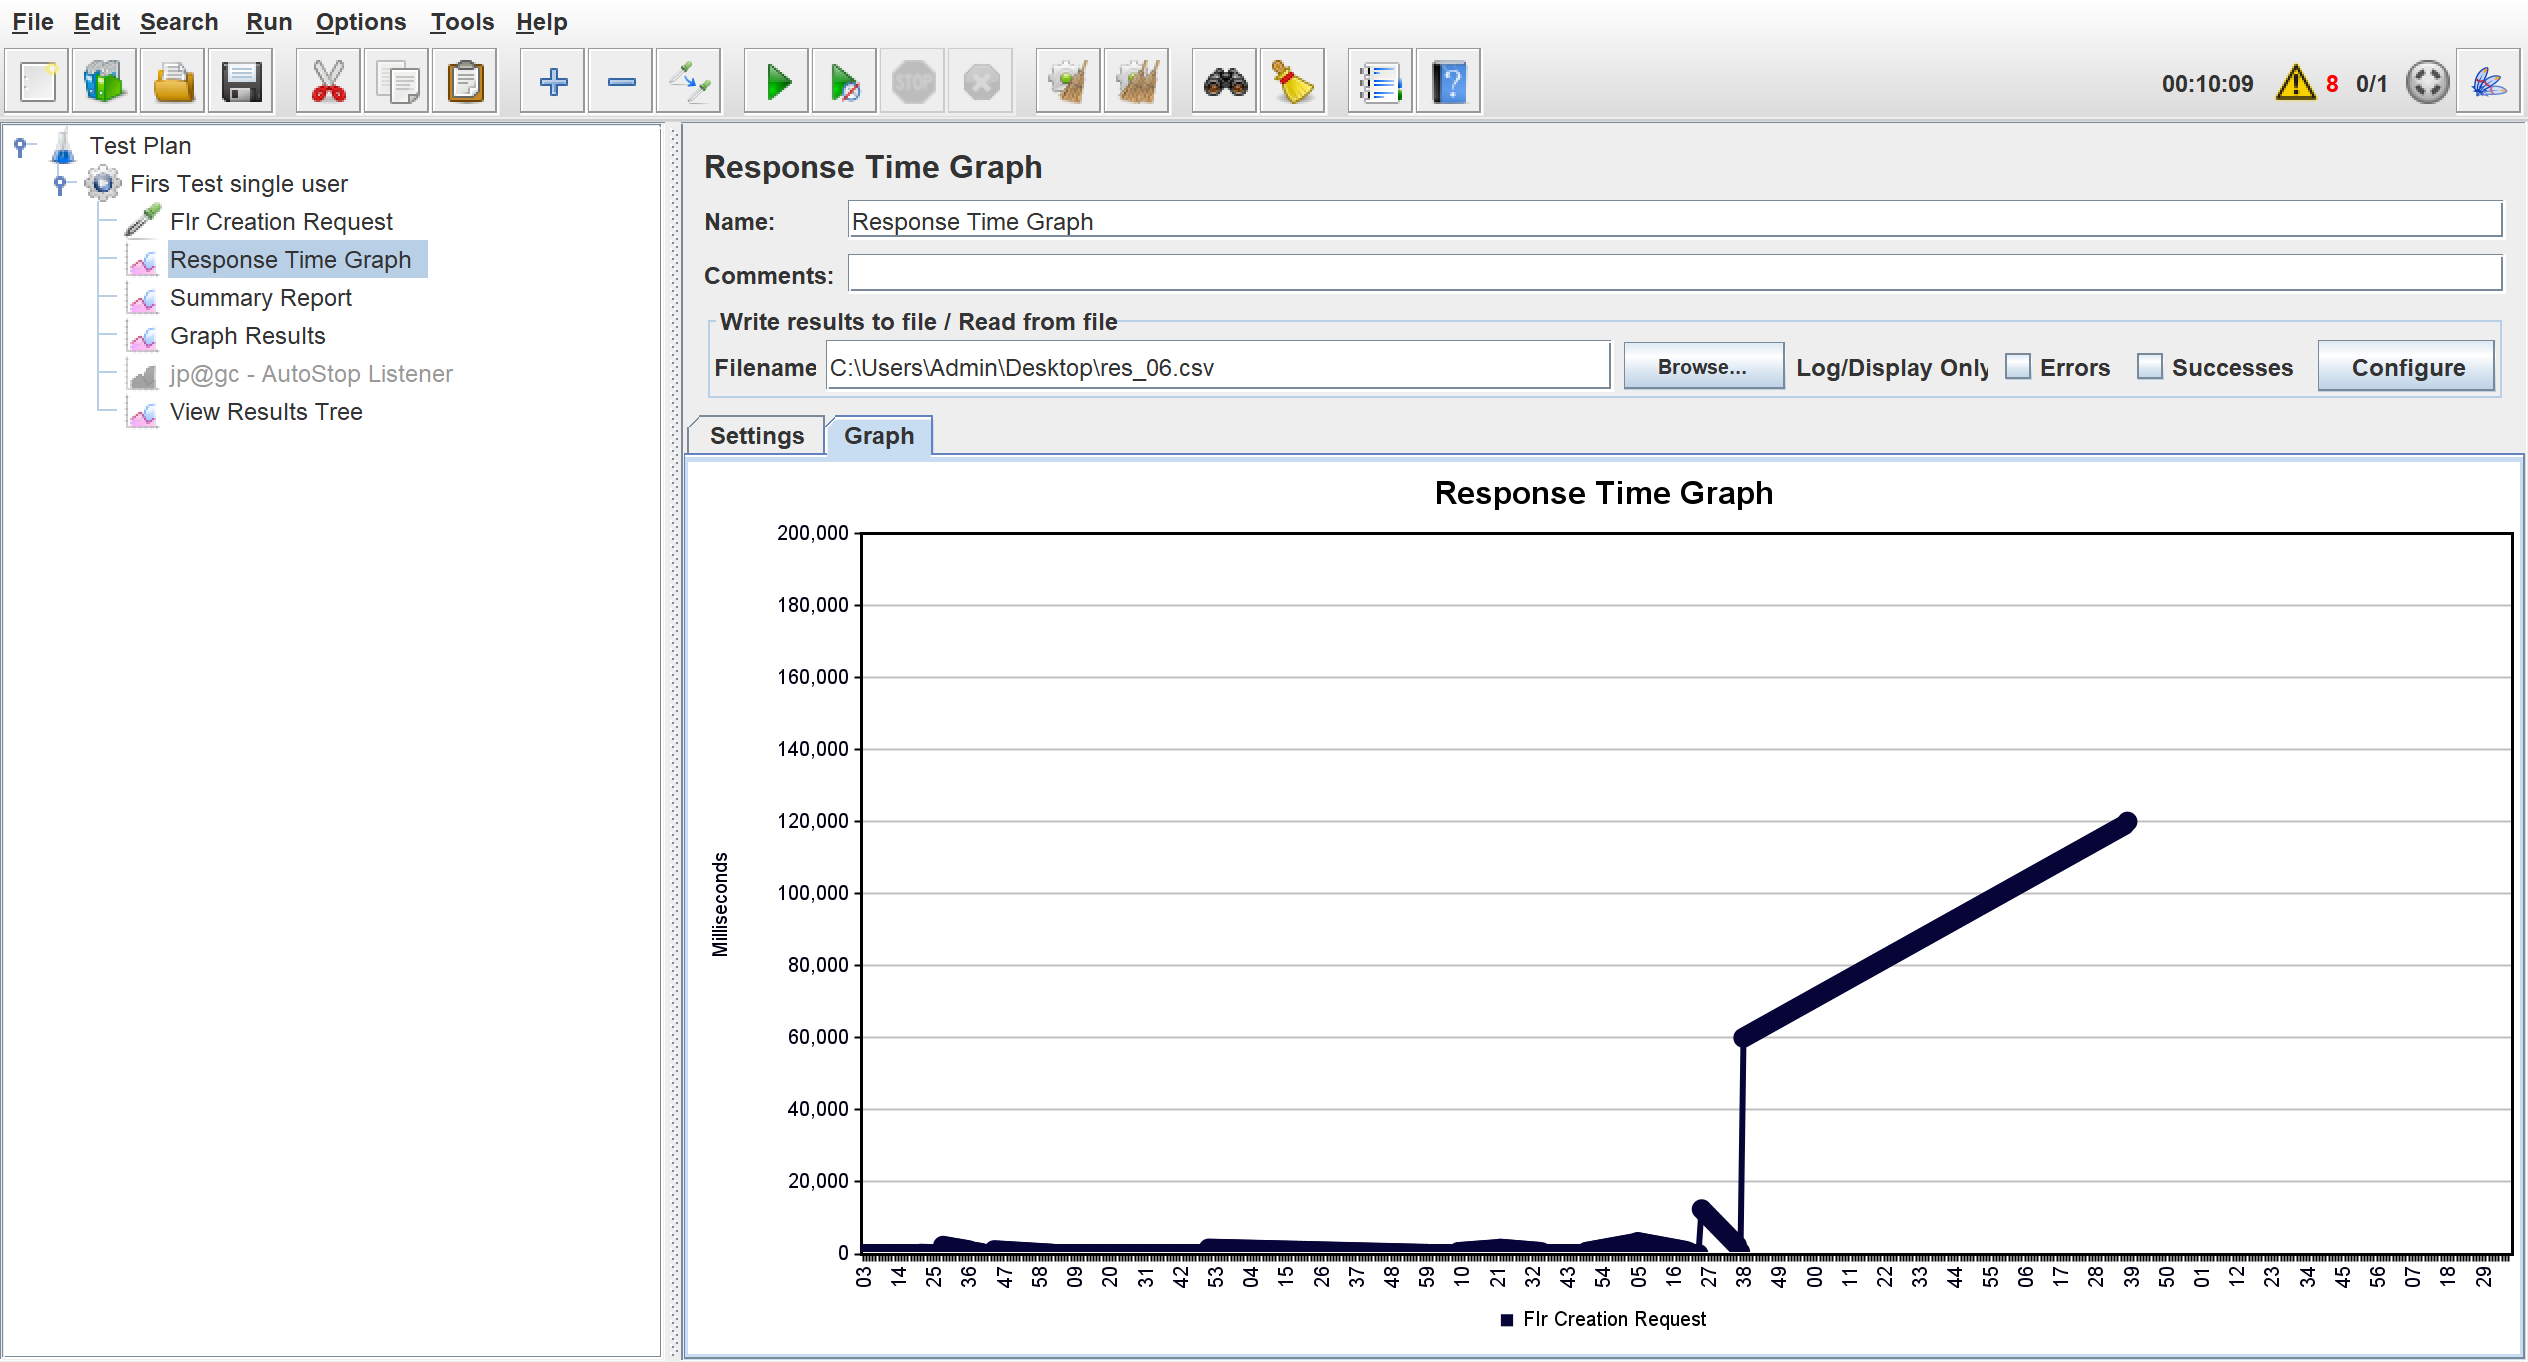 File Edit Search Run Options Tools Help
STOP
00:10:09 8 0/1
Test Plan
Firs Test single user
Flr Creation Request
Response Time Graph
Summary Report
Graph Results
jp@gc - AutoStop Listener
View Results Tree
Response Time Graph
Name: Response Time Graph
Comments:
Write results to file / Read from file
Filename C:\Users\Admin\Desktop\res_06.csv Browse... Log/Display Only Errors Successes Configure
Settings Graph
Response Time Graph
200,000
180,000
160,000
140,000
120,000
100,000
80,000
60,000
40,000
20,000
0
Milliseconds
03 14 25 36 47 58 09 20 31 42 53 04 15 26 37 48 59 10 21 32 43 54 05 16 27 38 49 00 11 22 33 44 55 06 17 28 39 50 01 12 23 34 45 56 07 18 29
Flr Creation Request